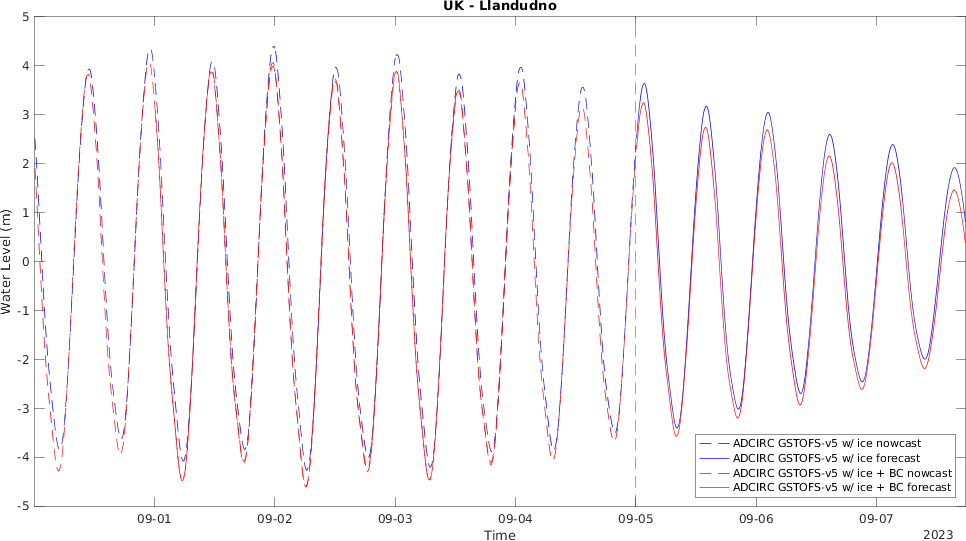 UK - Llandudno
5
4
3
2
1
0
-1
-2
-3
-4
-5
Water Level (m)
09-01
09-02
09-03
09-04
09-05
09-06
09-07
Time
2023
ADCIRC GSTOFS-v5 w/ ice nowcast
ADCIRC GSTOFS-v5 w/ ice forecast
ADCIRC GSTOFS-v5 w/ ice + BC nowcast
ADCIRC GSTOFS-v5 w/ ice + BC forecast